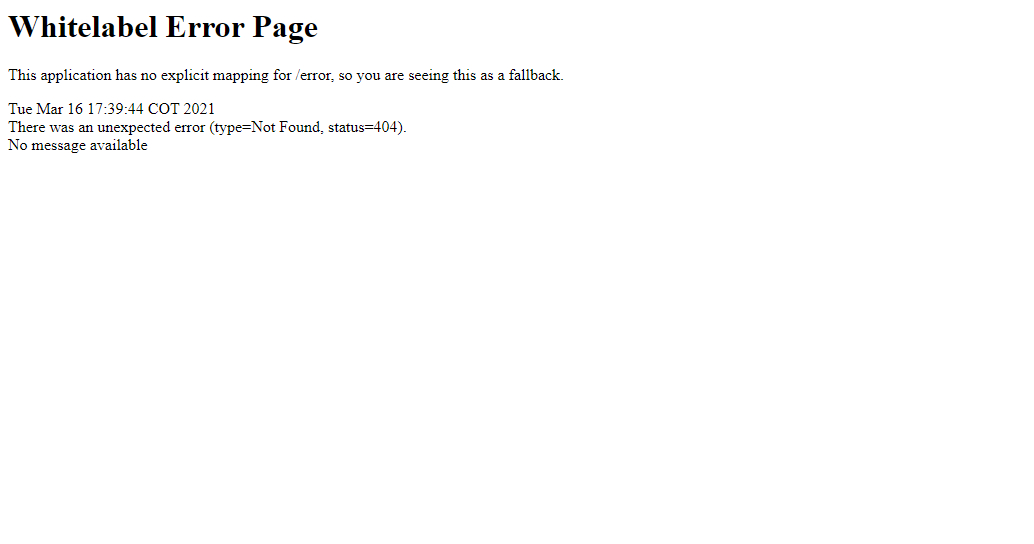 Whitelabel Error Page
This application has no explicit mapping for /error, so you are seeing this as a fallback.
Tue Mar 16 17:39:44 COT 2021
There was an unexpected error (type=Not Found, status=404).
No message available